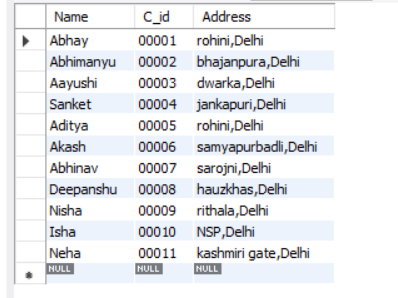 Name C_id Address
Abhay 00001 rohini,Delhi
Abhimanyu 00002 bhajanpura,Delhi
Aayushi 00003 dwarka,Delhi
Sanket 00004 jankapuri,Delhi
Aditya 00005 rohini,Delhi
Akash 00006 samyapurbadli,Delhi
Abhinav 00007 sarojni,Delhi
Deepanshu 00008 hauzkhas,Delhi
Nisha 00009 rithala,Delhi
Isha 00010 NSP,Delhi
Neha 00011 kashmiri gate,Delhi
NULL NULL NULL